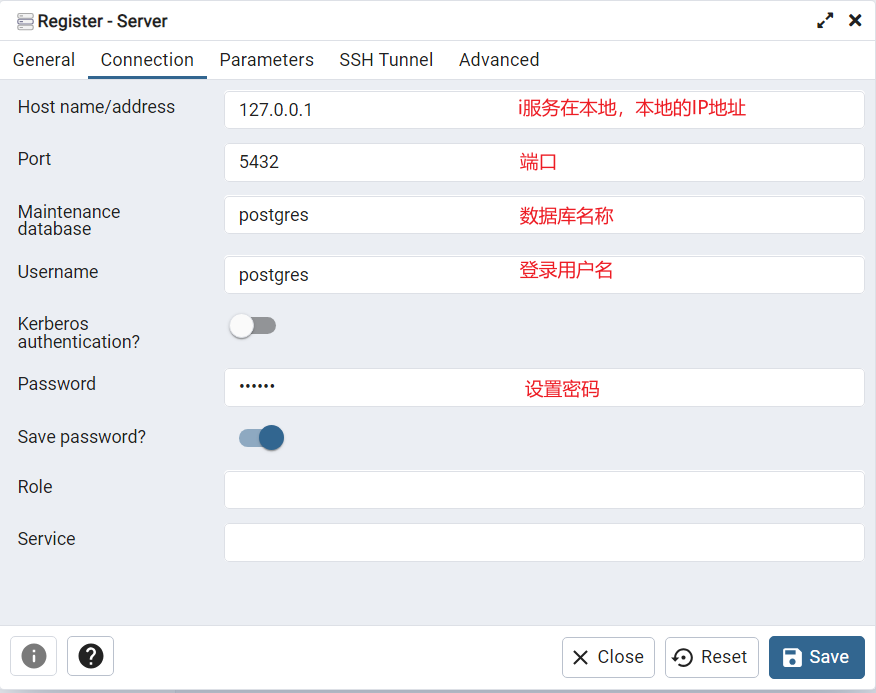 Register - Server
General Connection Parameters SSH Tunnel Advanced
Host name/address 127.0.0.1 i服务在本地，本地的IP地址
Port 5432 端口
Maintenance
database
postgres 数据库名称
Username postgres 登录用户名
Kerberos
authentication?
Password •••••• 设置密码
Save password?
Role
Service
Close Reset Save